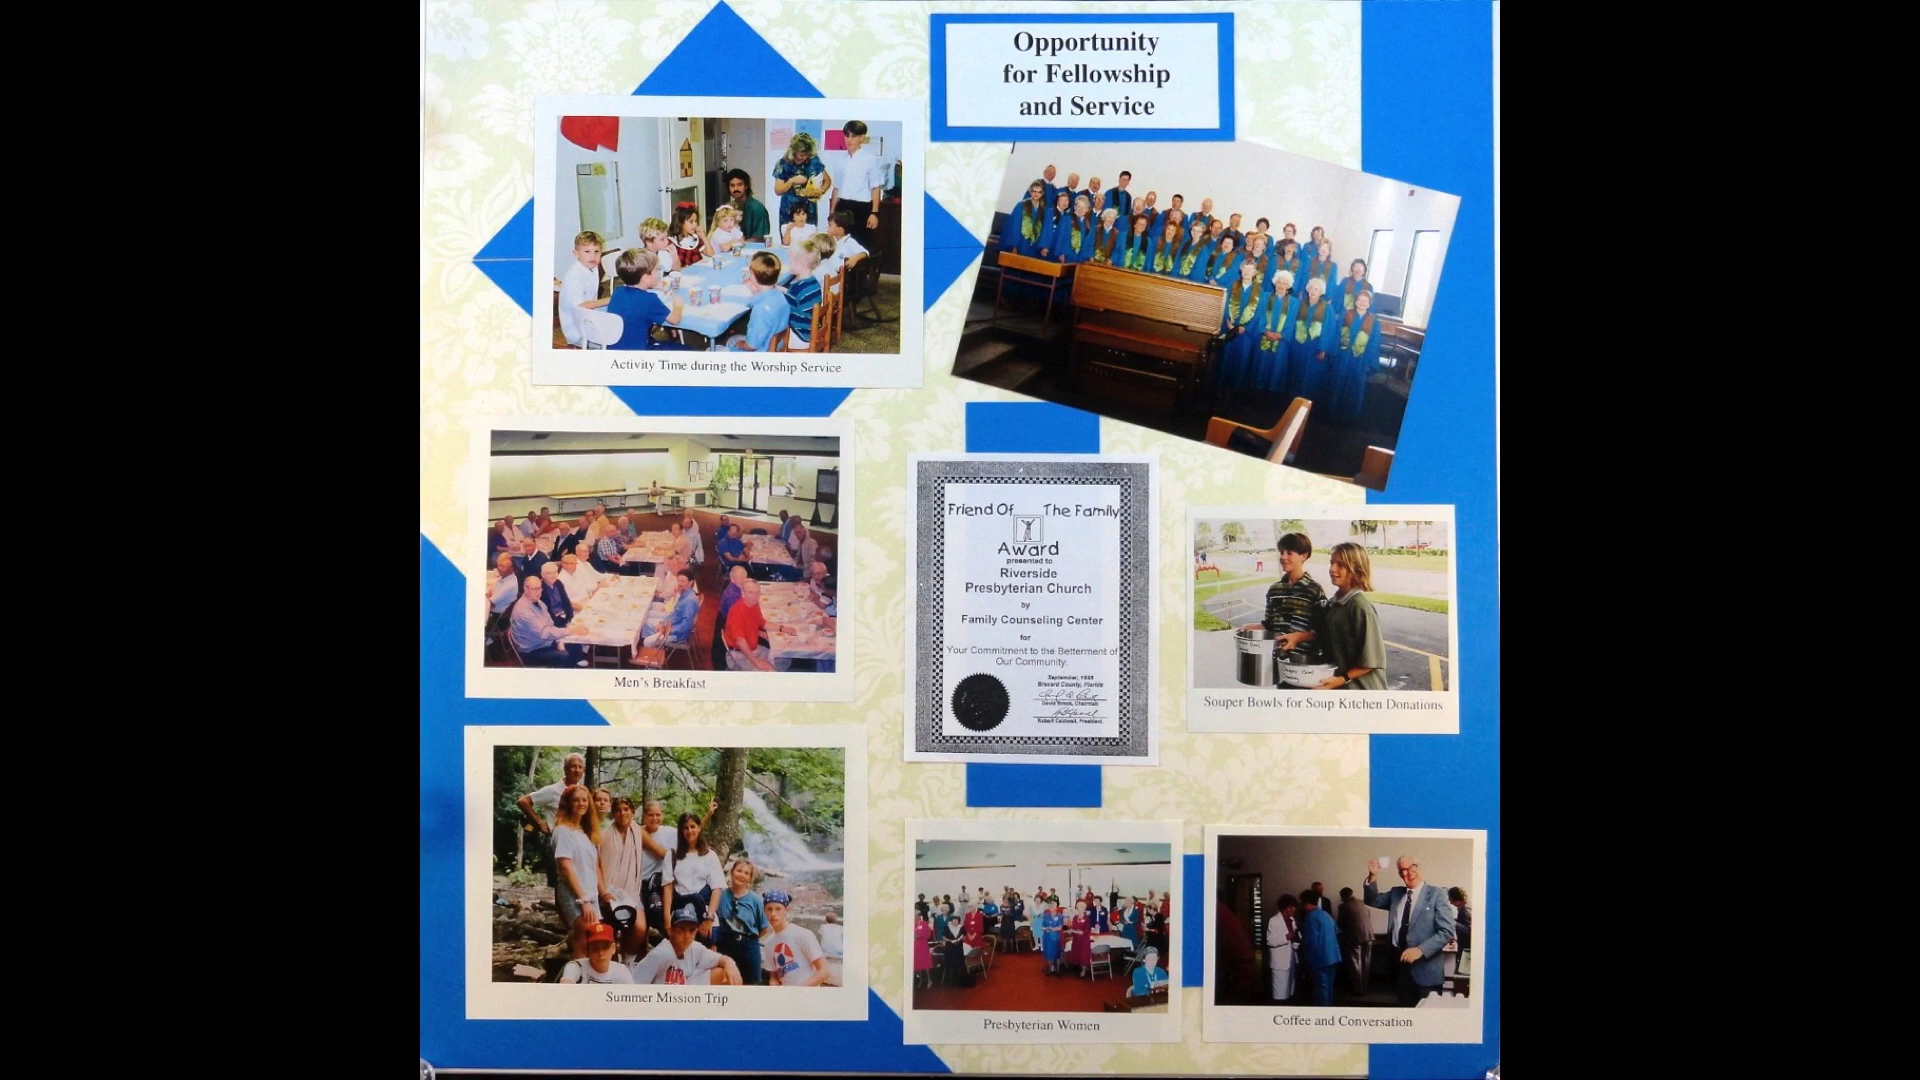 Opportunity
for Fellowship
and Service
Activity Time during the Worship Service
Men's Breakfast
Friend Of The Family
Award
presented to
Riverside
Presbyterian Church
by
Family Counseling Center
for
Your Commitment to the Betterment of
Our Community.
Brevard County, Florida
Souper Bowls for Soup Kitchen Donations
Summer Mission Trip
Presbyterian Women
Coffee and Conversation